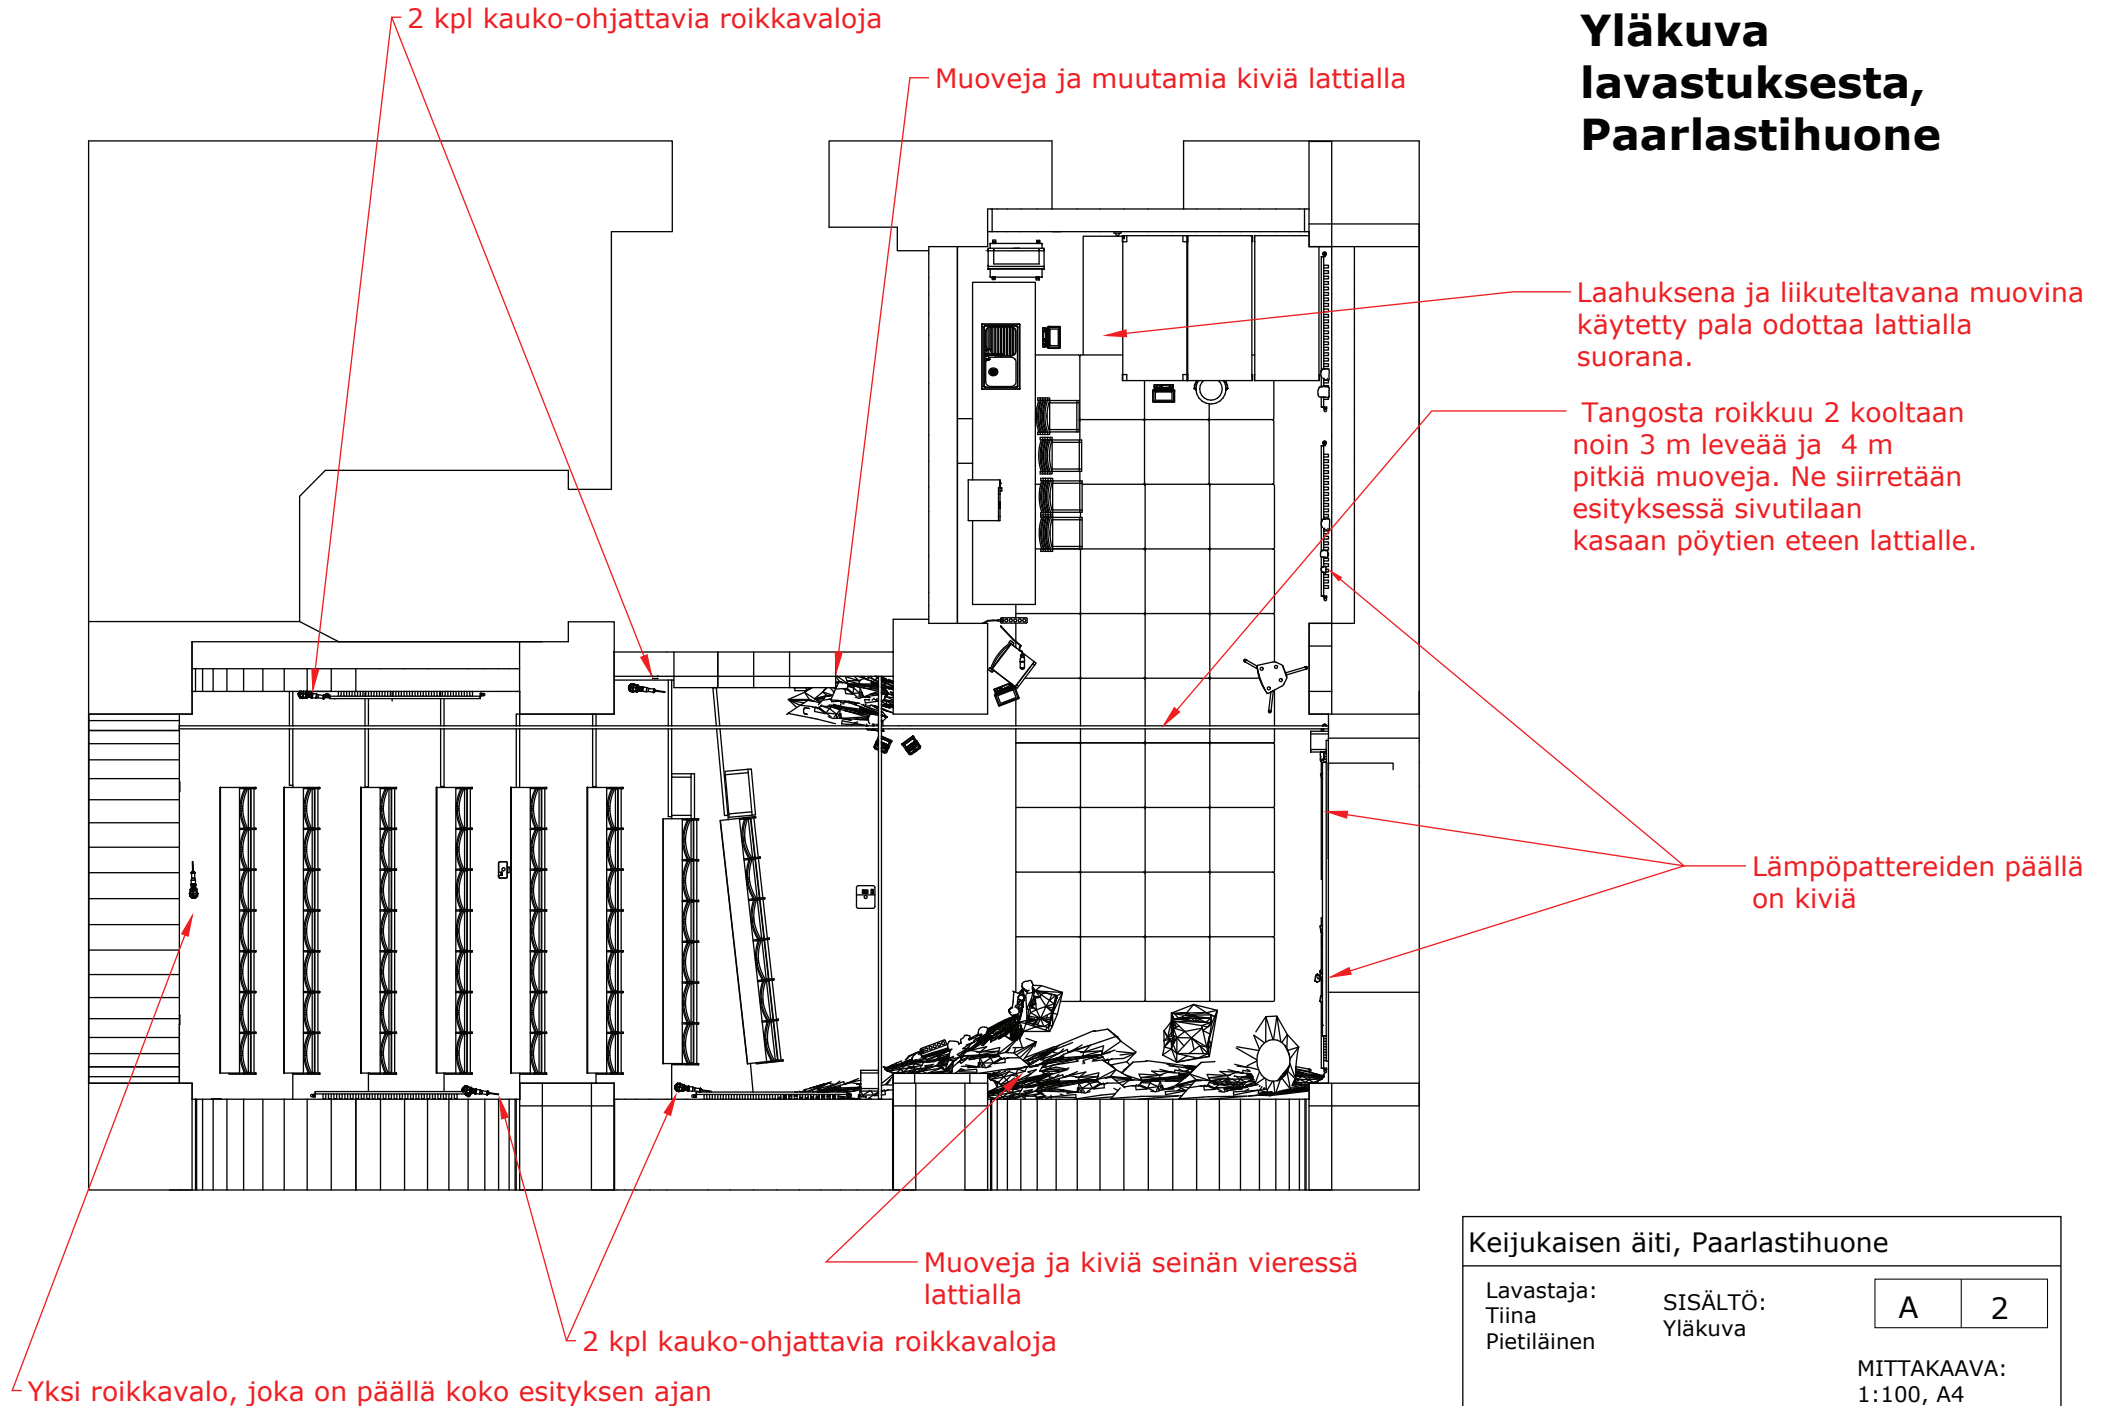 2 kpl kauko-ohjattavia roikkavaloja
Yläkuva
lavastuksesta,
Paarlastihuone
Muoveja ja muutamia kiviä lattialla
Laahuksena ja liikuteltavana muovina
käytetty pala odottaa lattialla
suorana.
Tangosta roikkuu 2 kooltaan
noin 3 m leveää ja 4 m
pitkiä muoveja. Ne siirretään
esityksessä sivutilaan
kasaan pöytien eteen lattialle.
Lämpöpattereiden päällä
on kiviä
Muoveja ja kiviä seinän vieressä
lattialla
2 kpl kauko-ohjattavia roikkavaloja
Yksi roikkavalo, joka on päällä koko esityksen ajan
Keijukaisen äiti, Paarlastihuone
Lavastaja:
Tiina
Pietiläinen
SISÄLTÖ:
Yläkuva
A 2
MITTAKAAVA:
1:100, A4